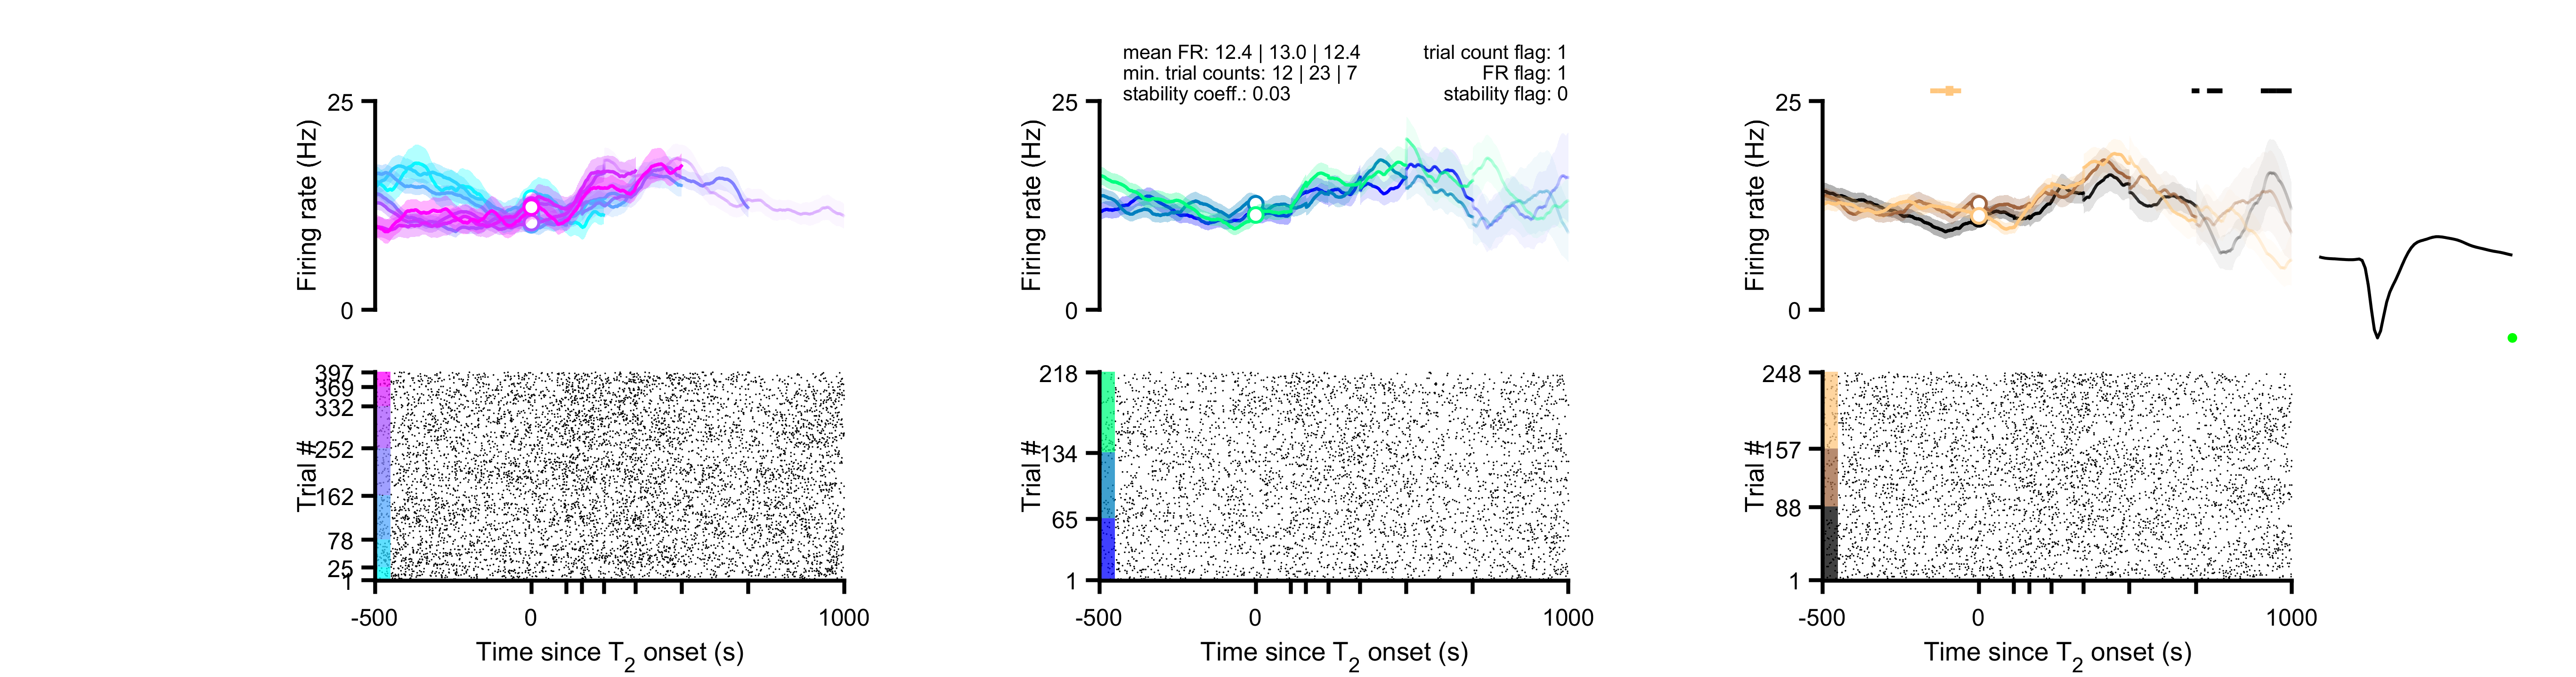 mean FR: 12.4 | 13.0 | 12.4
min. trial counts: 12 | 23 | 7
stability coeff.: 0.03
trial count flag: 1
FR flag: 1
stability flag: 0
25
Firing rate (Hz)
0
25
Firing rate (Hz)
0
25
Firing rate (Hz)
0
397
369
332
252
162
78
25
1
Trial #
-500
0
1000
Time since T2 onset (s)
218
134
65
1
Trial #
-500
0
1000
Time since T2 onset (s)
248
157
88
1
Trial #
-500
0
1000
Time since T2 onset (s)